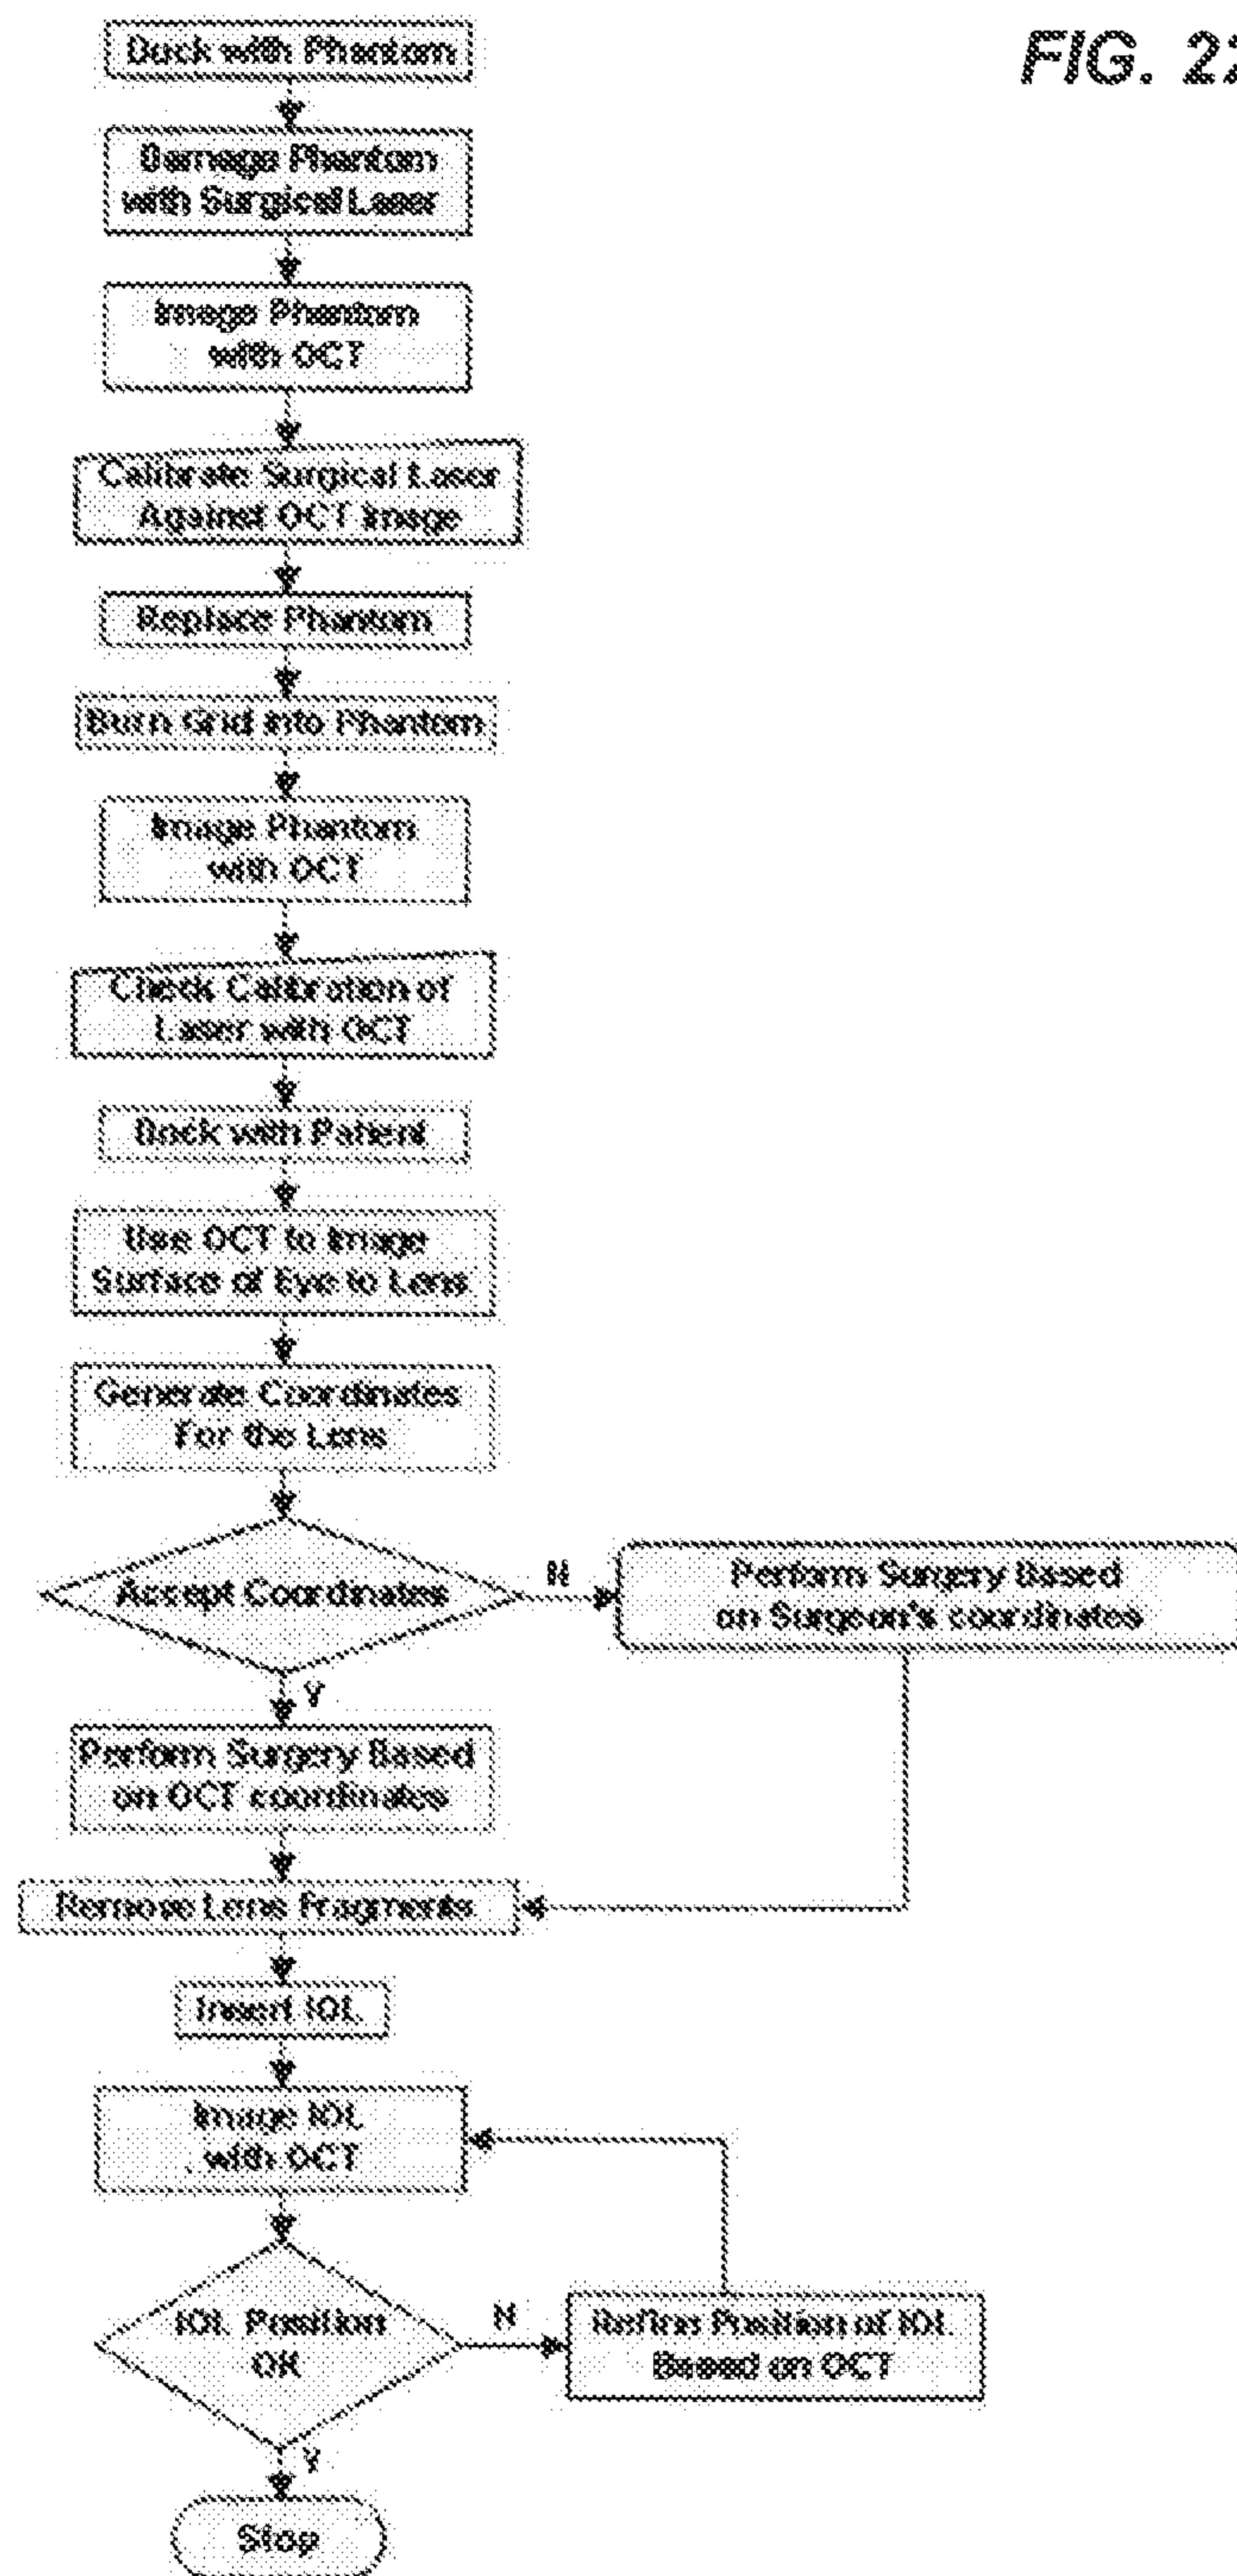 FIG. 22
Dock with Phantom
Damage Phantom
with Surgical Laser
Image Phantom
with OCT
Calibrate Surgical Laser
Against OCT Image
Replace Phantom
Burn Grid into Phantom
Image Phantom
with OCT
Check Calibration of
Laser with OCT
Dock with Patient
Use OCT to Image
Surface of Eye to Lens
Generate Coordinates
For the Lens
Accept Coordinates
N
Perform Surgery Based
on Surgeon's coordinates
Y
Perform Surgery Based
on OCT coordinates
Remove Lens Fragments
Insert IOL
Image IOL
with OCT
IOL Position
OK
N
Refine Position of IOL
Based on OCT
Y
Stop